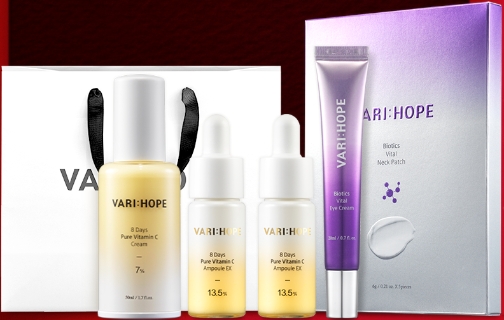 VARI:HOPE
8 Days
Pure Vitamin C
Cream
7%
VARI:HOPE
8 Days
Pure Vitamin C
Ampoule EX
13.5%
VARI:HOPE
8 Days
Pure Vitamin C
Ampoule EX
13.5%
VARI:HOPE
Biotics
Vital
Eye Cream
VARI:HOPE
Biotics
Vital
Neck Patch